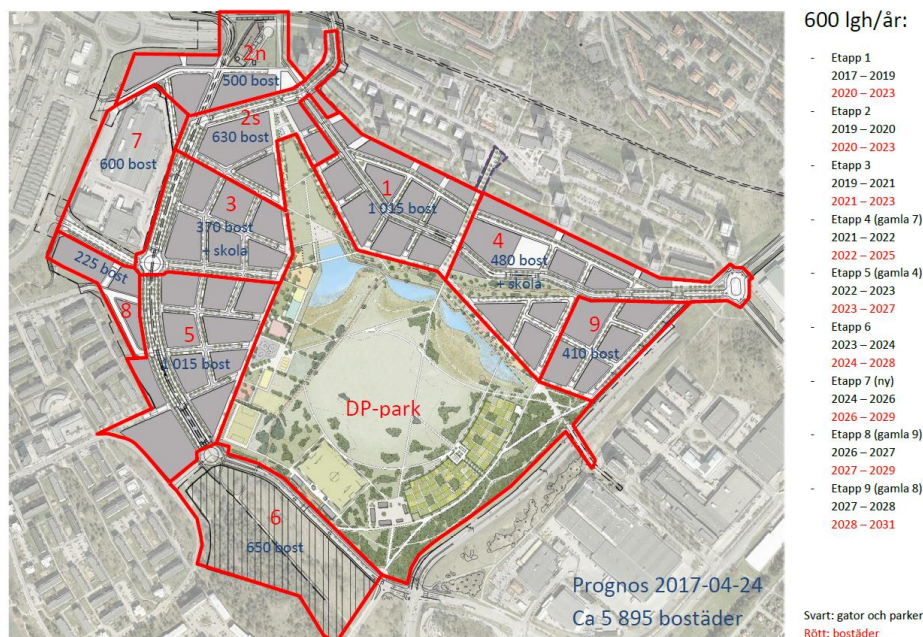 2n
500 bost
2s
630 bost
7
600 bost
1
1 015 bost
3
370 bost
+ skola
4
480 bost
+ skola
225 bost
8
5
1 015 bost
9
410 bost
DP-park
6
650 bost
Prognos 2017-04-24
Ca 5 895 bostäder
600 lgh/år:
- Etapp 1
2017 – 2019
2020 – 2023
- Etapp 2
2019 – 2020
2020 – 2023
- Etapp 3
2019 – 2021
2021 – 2023
- Etapp 4 (gamla 7)
2021 – 2022
2022 – 2025
- Etapp 5 (gamla 4)
2022 – 2023
2023 – 2027
- Etapp 6
2023 – 2024
2024 – 2028
- Etapp 7 (ny)
2024 – 2026
2026 – 2029
- Etapp 8 (gamla 9)
2026 – 2027
2027 – 2029
- Etapp 9 (gamla 8)
2027 – 2028
2028 – 2031
Svart: gator och parker
Rött: bostäder